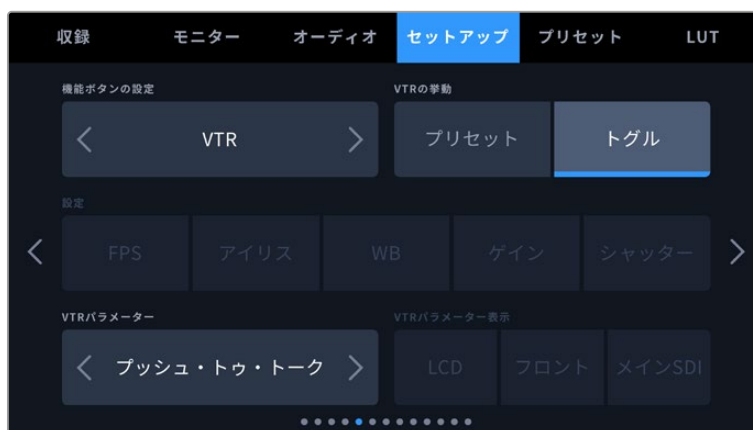 収録 モニター オーディオ セットアップ プリセット LUT
機能ボタンの設定 VTRの挙動
VTR プリセット トグル
設定
FPS アイリス WB ゲイン シャッター
VTRパラメーター VTRパラメーター表示
プッシュ・トゥ・トーク LCD フロント メインSDI